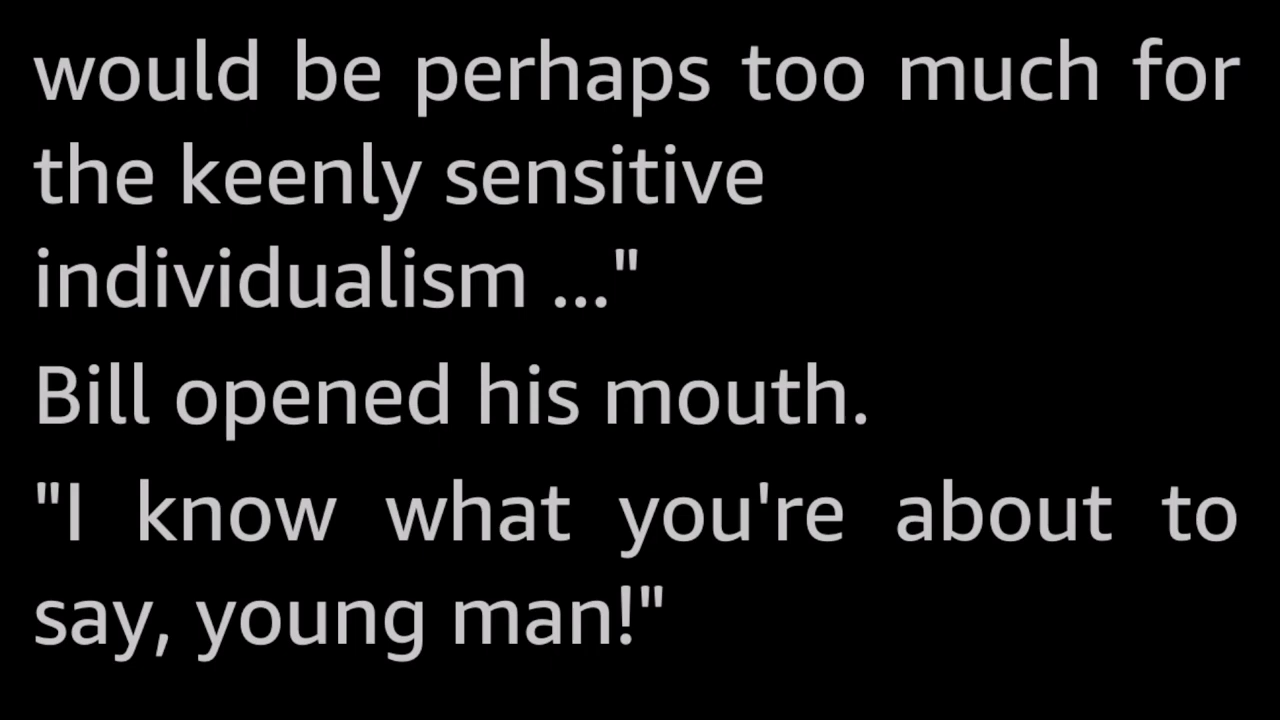 would be perhaps too much for
the keenly sensitive
individualism ..."
Bill opened his mouth.
"I know what you're about to
say, young man!"